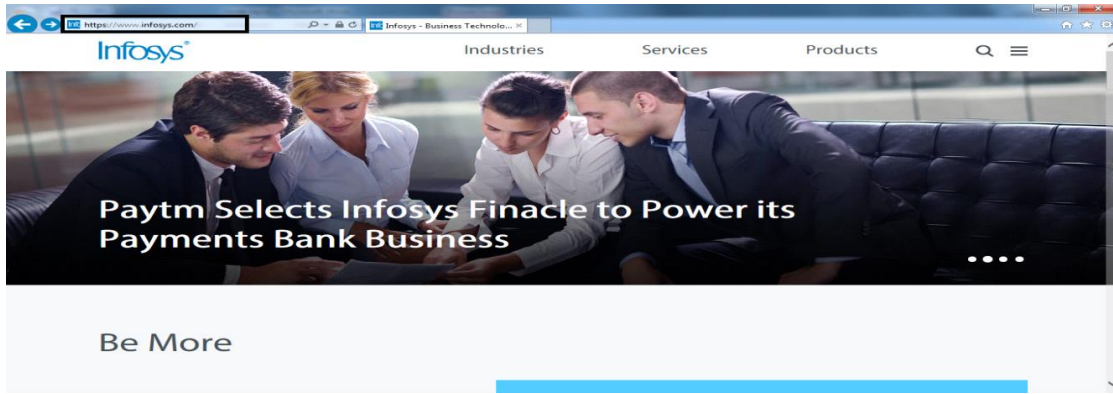 https://www.infosys.com/
Infosys - Business Technolo...
Infosys®
Industries Services Products
Paytm Selects Infosys Finacle to Power its
Payments Bank Business
Be More